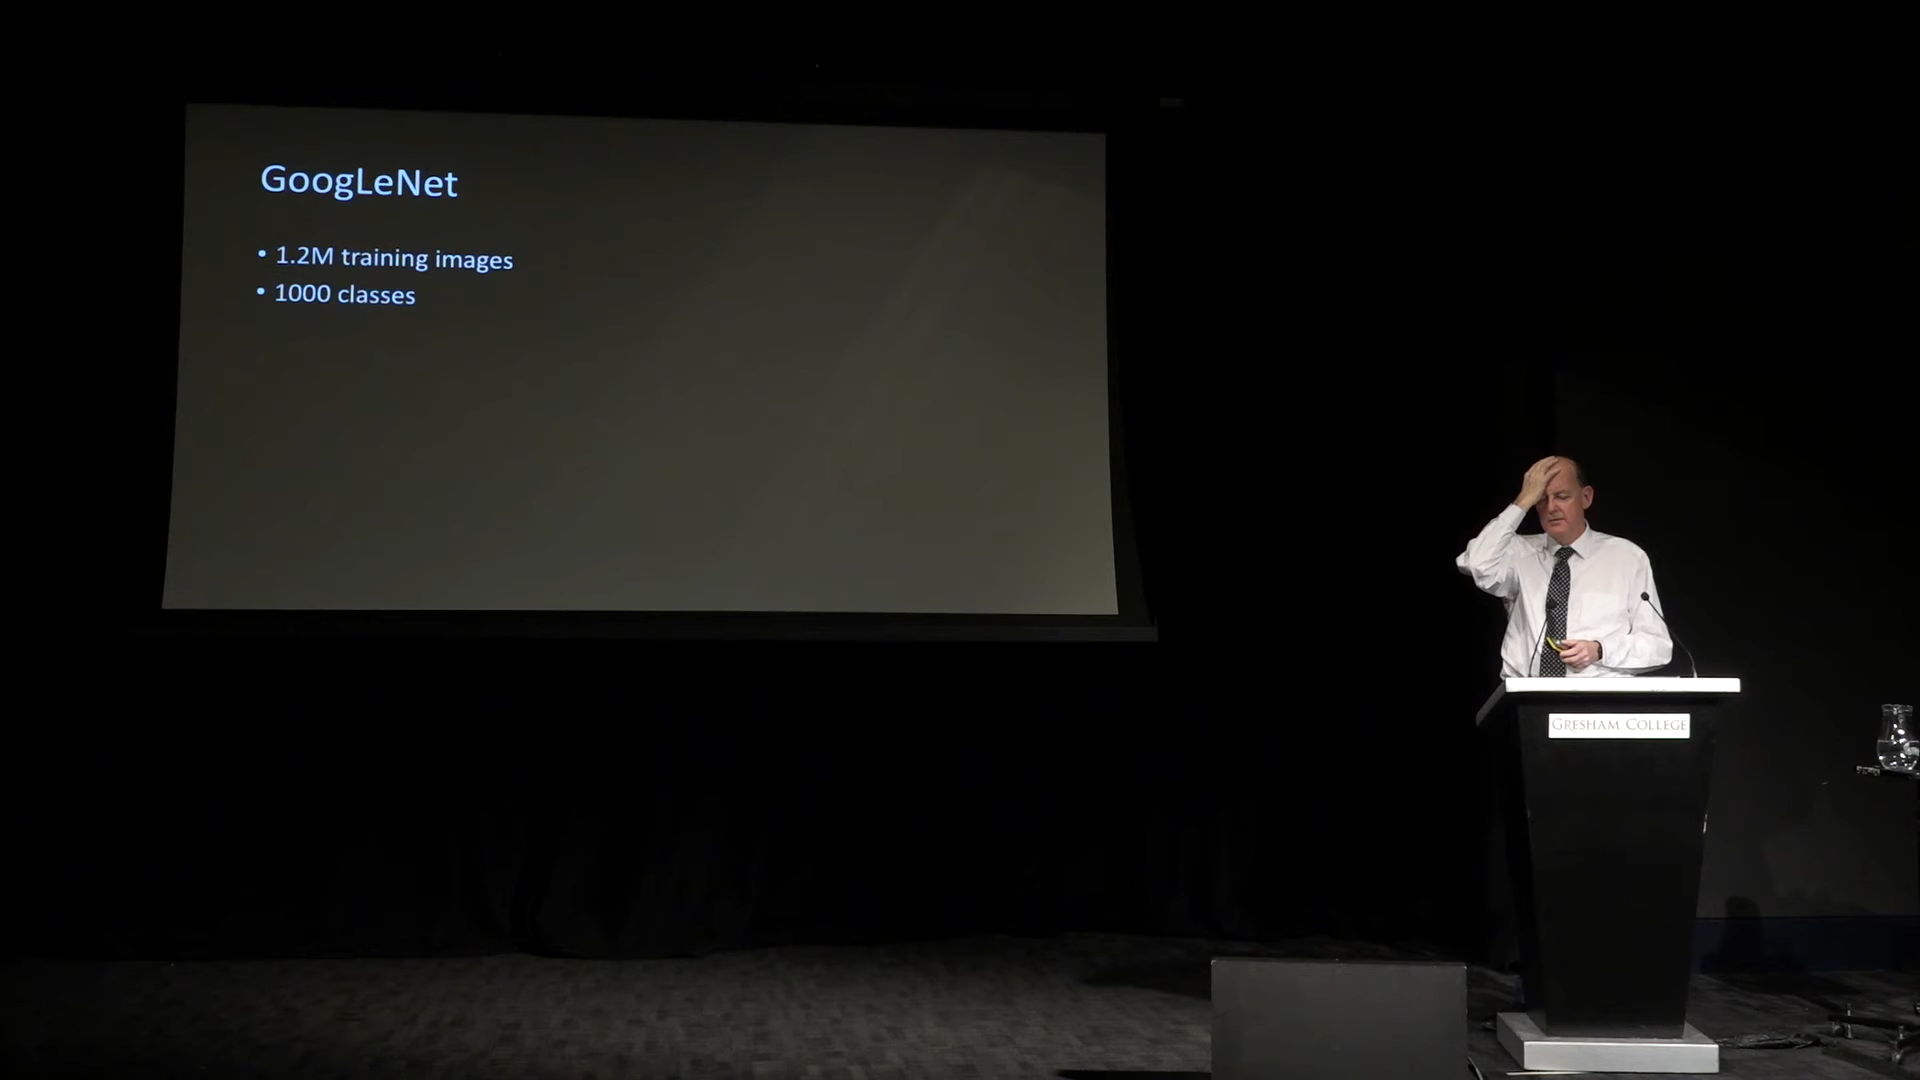 GoogLeNet
• 1.2M training images
• 1000 classes
GRESHAM COLLEGE